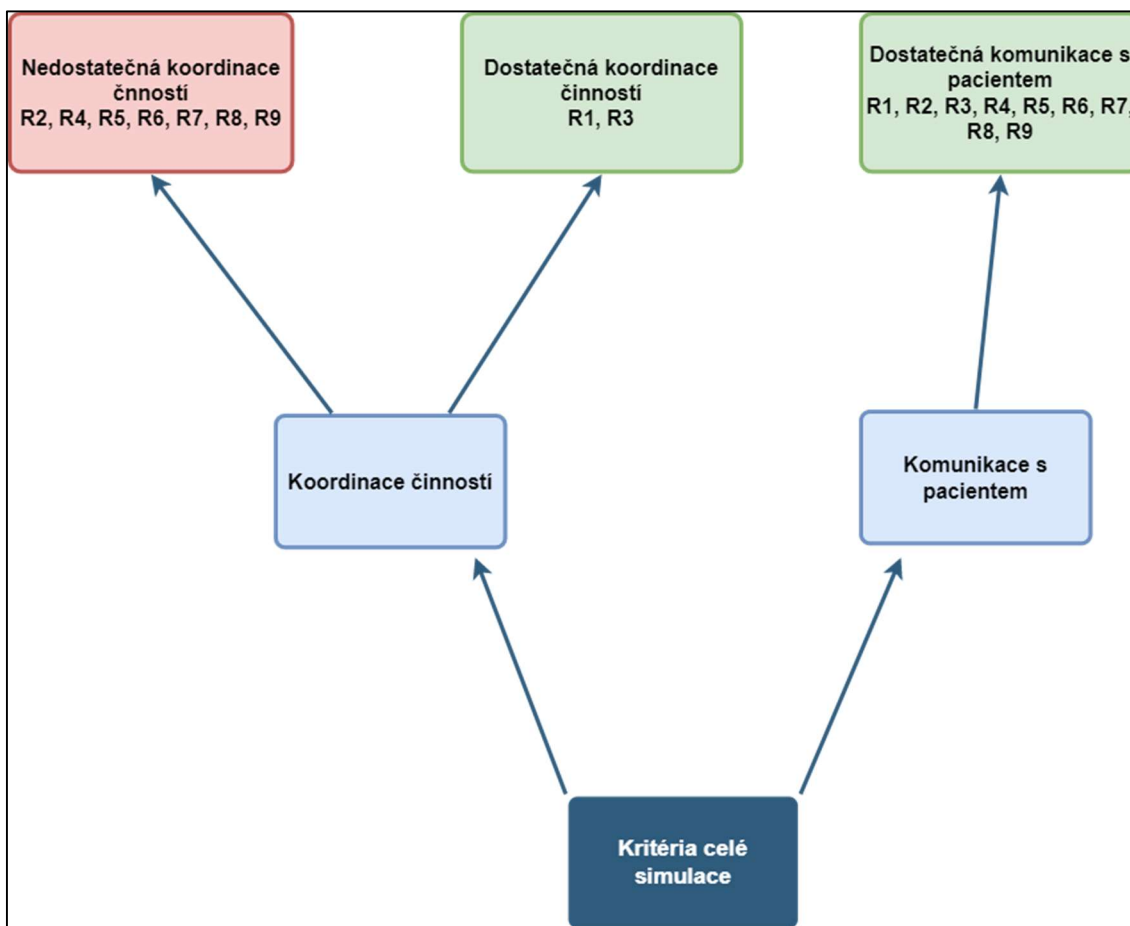 Nedostatečná koordinace
čnností
R2, R4, R5, R6, R7, R8, R9
Dostatečná koordinace
činností
R1, R3
Dostatečná komunikace s
pacientem
R1, R2, R3, R4, R5, R6, R7,
R8, R9
Koordinace činností
Komunikace s
pacientem
Kritéria celé
simulace